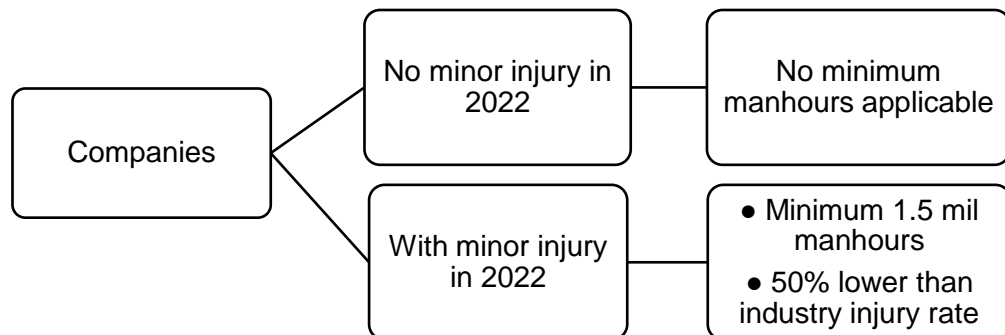 Companies
No minor injury in
2022
No minimum
manhours applicable
With minor injury
in 2022
● Minimum 1.5 mil
manhours
● 50% lower than
industry injury rate